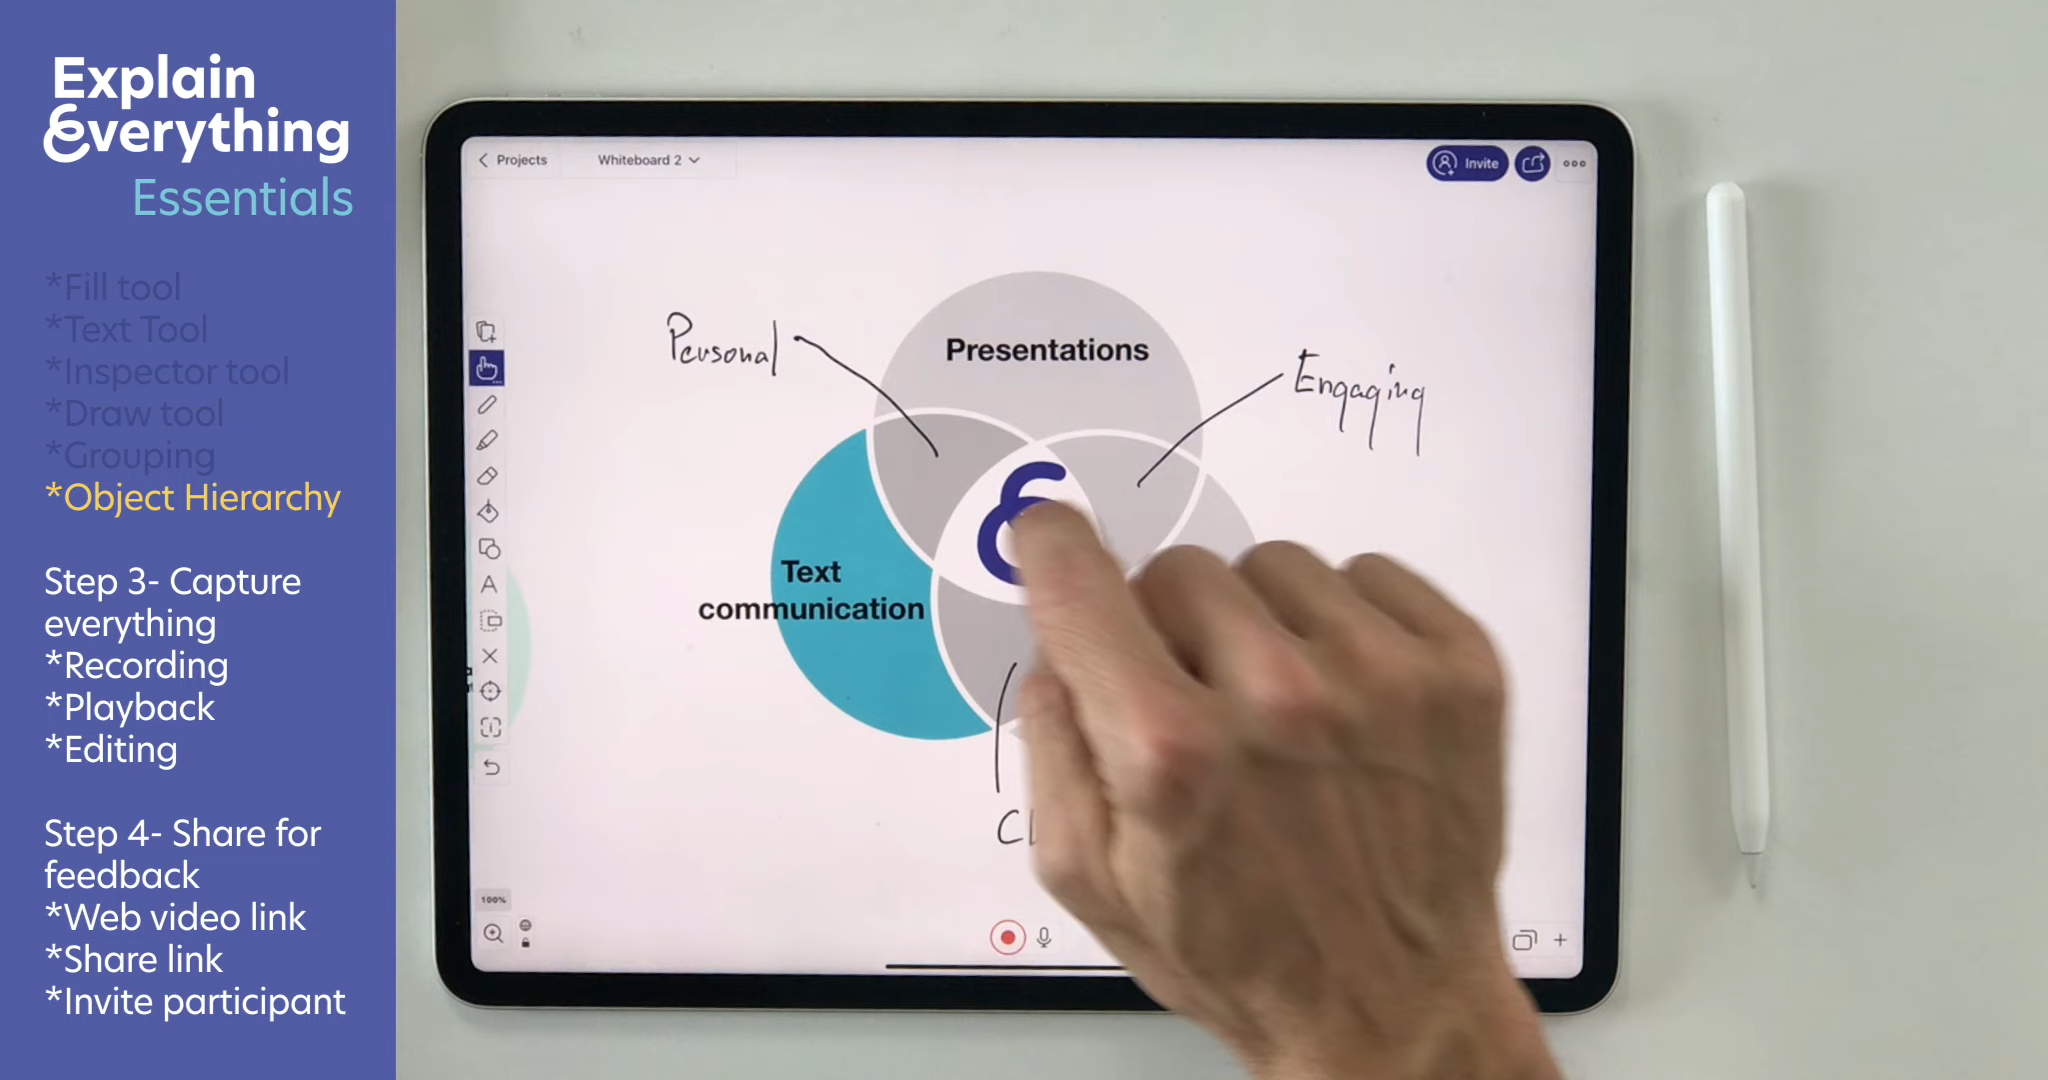 Explain
Everything
Essentials
*Fill tool
*Text Tool
*Inspector tool
*Draw tool
*Grouping
*Object Hierarchy
Step 3- Capture
everything
*Recording
*Playback
*Editing
Step 4- Share for
feedback
*Web video link
*Share link
*Invite participant
Projects
Whiteboard 2
Invite
Personal
Presentations
Engaging
Text
communication
A
100%